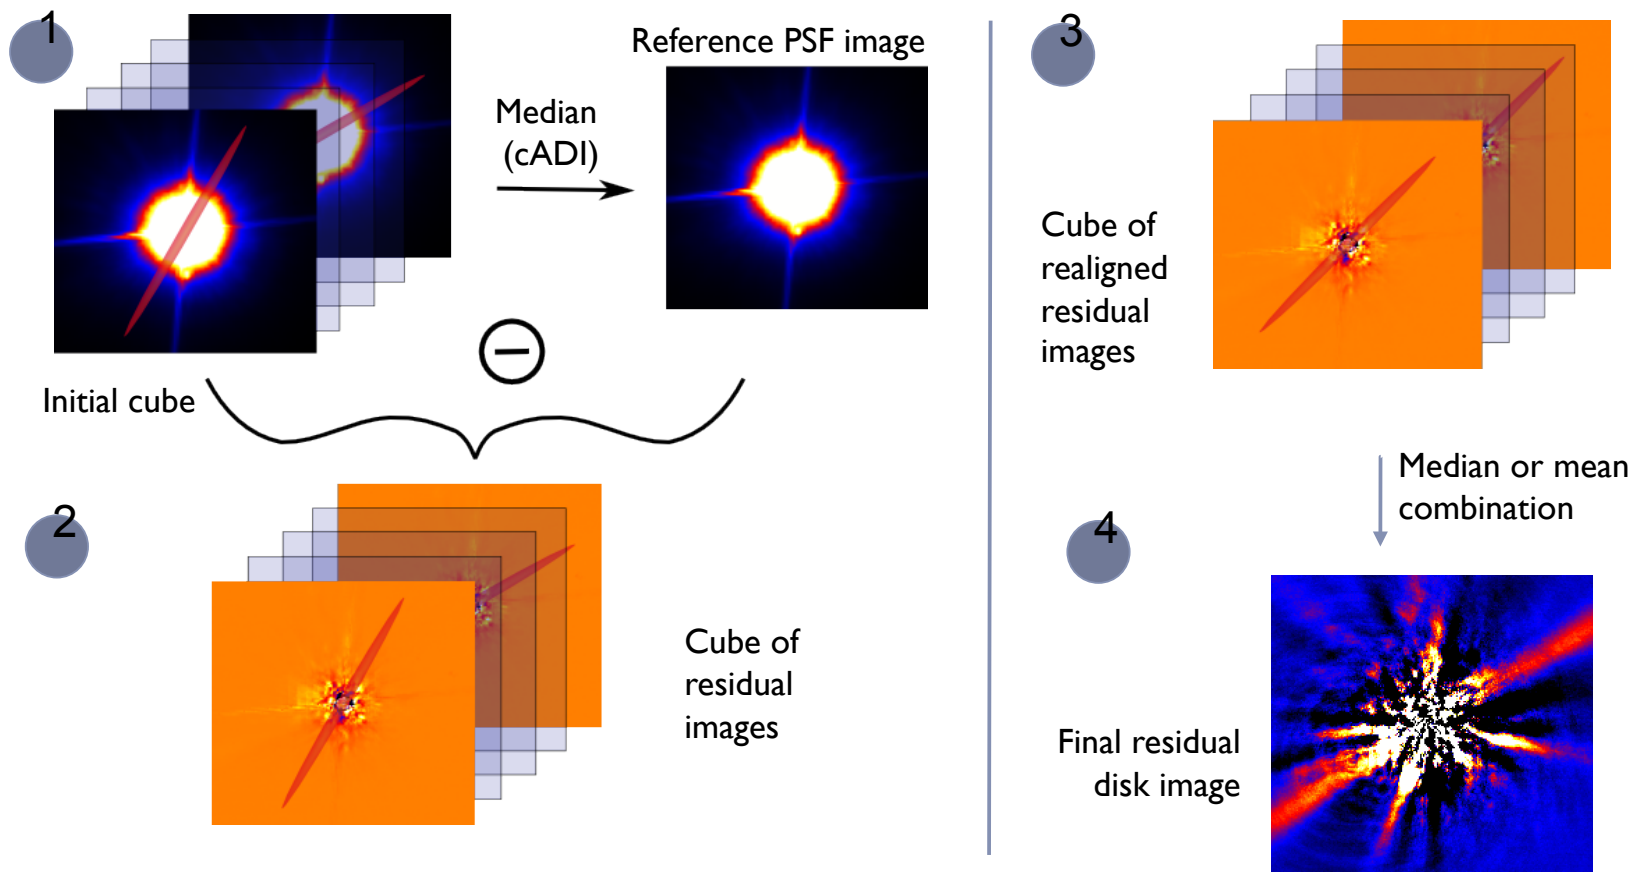 1
Reference PSF image
Median
(cADI)
Initial cube
2
Cube of
residual
images
3
Cube of
realigned
residual
images
Median or mean
combination
4
Final residual
disk image